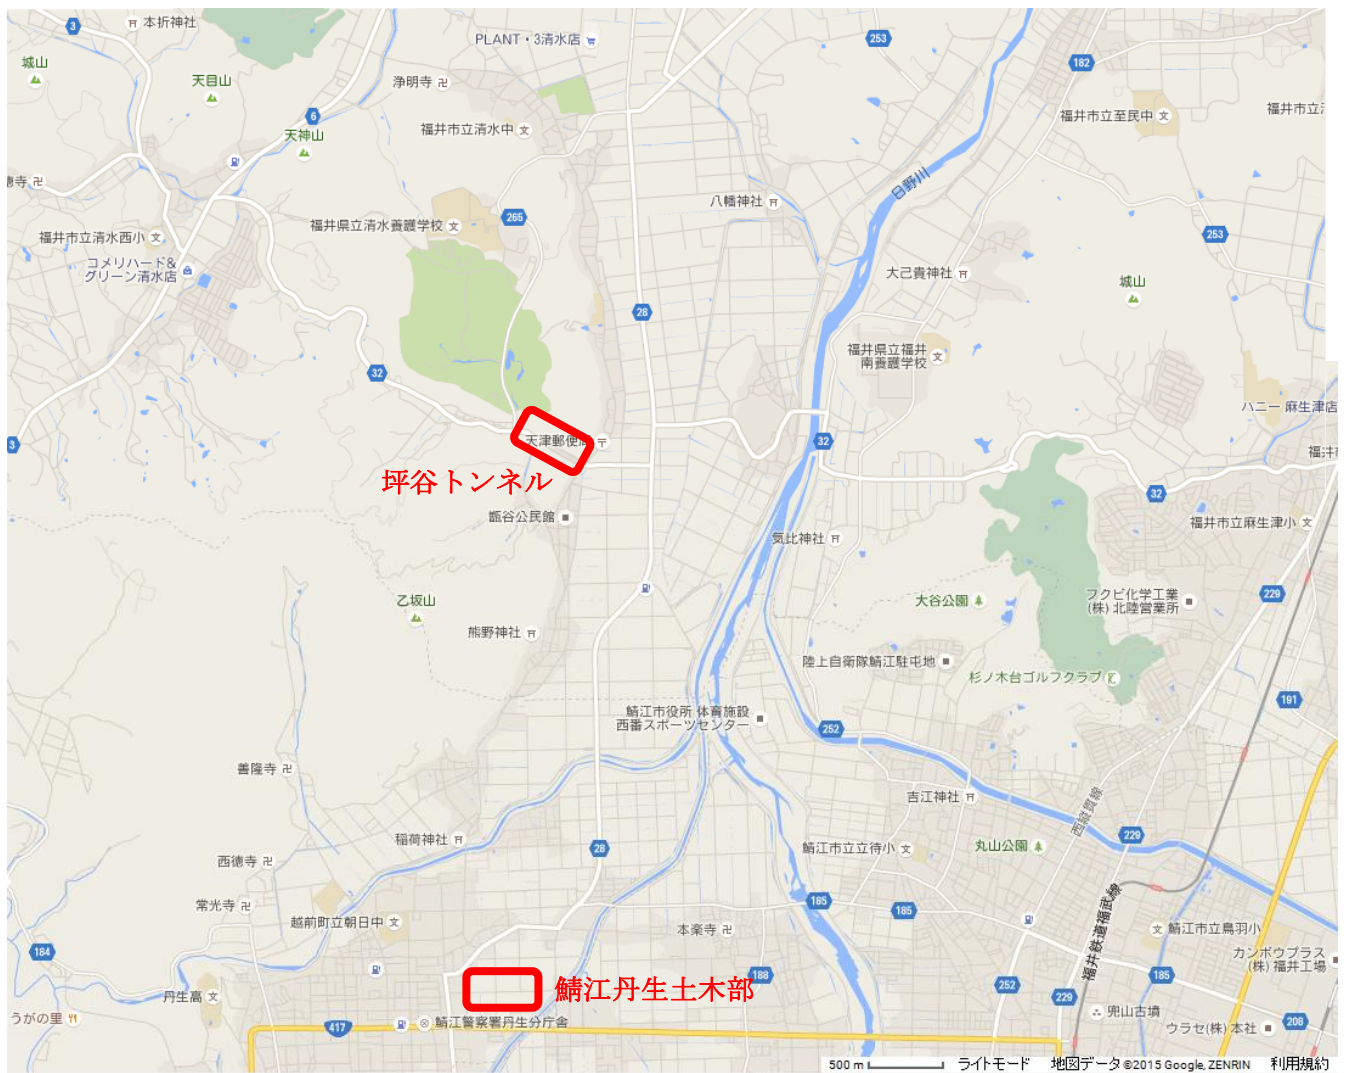 3
本折神社
PLANT・3清水店
253
182
城山
天目山
浄明寺
6
天神山
福井市立清水中
福井市立至民中
日野川
八幡神社
265
福井県立清水養護学校
福井市立清水西小
コメリハード&
グリーン清水店
253
大己貴神社
城山
28
福井県立福井
南養護学校
32
ハニー 麻生津店
3
天津郵便局
32
坪谷トンネル
32
甑谷公民館
福井市立麻生津小
気比神社
乙坂山
大谷公園
フクビ化学工業
(株) 北陸営業所
229
熊野神社
陸上自衛隊鯖江駐屯地
杉ノ木台ゴルフクラブ
191
鯖江市役所 体育施設
西番スポーツセンター
252
善隆寺
吉江神社
西縦貫線
稲荷神社
28
鯖江市立立待小
丸山公園
229
西徳寺
常光寺
越前町立朝日中
185
185
本楽寺
福井鉄道福武線
鯖江市立鳥羽小
184
カンボウプラス
(株) 福井工場
丹生高
鯖江丹生土木部
188
185
252
229
うがの里
417
鯖江警察署丹生分庁舎
兜山古墳
ウラセ(株) 本社
208
500 m
ライトモード
地図データ ©2015 Google, ZENRIN
利用規約